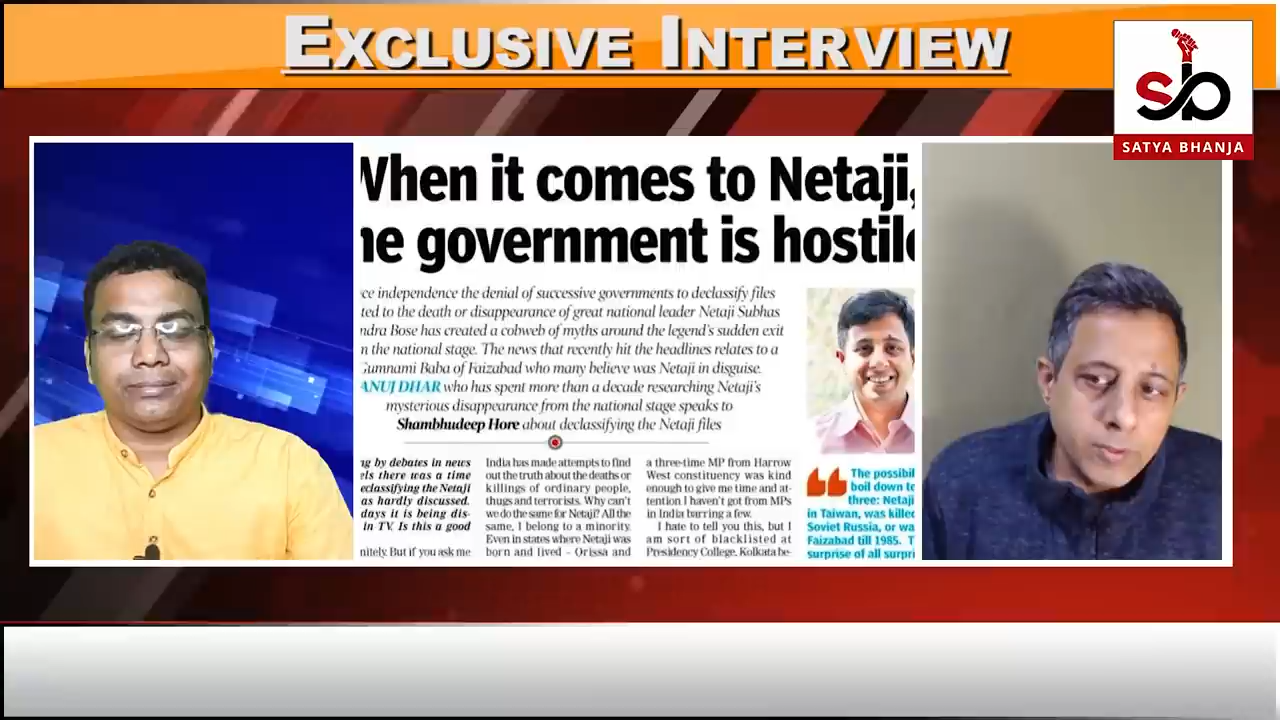 EXCLUSIVE INTERVIEW
sb
SATYA BHANJA
When it comes to Netaji,
he government is hostile
ce independence the denial of successive governments to declassify files
ted to the death or disappearance of great national leader Netaji Subhas
ndra Bose has created a cobweb of myths around the legend's sudden exit
n the national stage. The news that recently hit the headlines relates to a
Gumnami Baba of Faizabad who many believe was Netaji in disguise.
ANUJ DHAR who has spent more than a decade researching Netaji's
mysterious disappearance from the national stage speaks to
Shambhudeep Hore about declassifying the Netaji files
ng by debates in news
els there was a time
eclassifying the Netaji
as hardly discussed.
days it is being dis-
in TV. Is this a good
nitely. But if you ask me
India has made attempts to find
out the truth about the deaths or
killings of ordinary people,
thugs and terrorists. Why can't
we do the same for Netaji? All the
same, I belong to a minority.
Even in states where Netaji was
born and lived – Orissa and
a three-time MP from Harrow
West constituency was kind
enough to give me time and at-
tention I haven't got from MPs
in India barring a few.
I hate to tell you this, but I
am sort of blacklisted at
Presidency College, Kolkata be-
The possibil
boil down to
three: Netaji
in Taiwan, was killed
Soviet Russia, or wa
Faizabad till 1985. T
surprise of all surpri